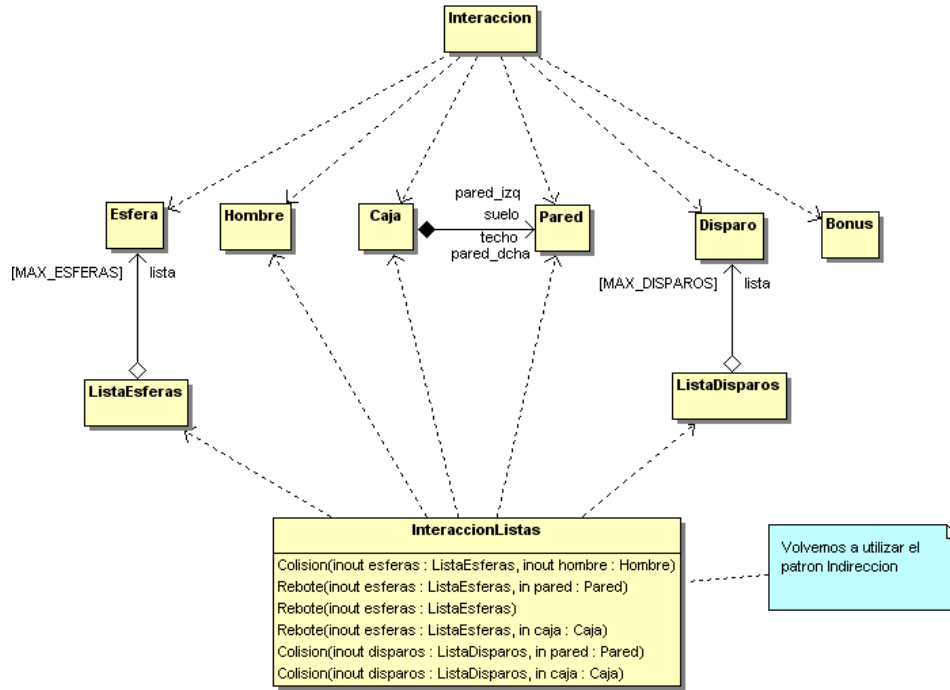 Interaccion
pared_izq
Esfera
Hombre
Caja
suelo
Pared
Disparo
Bonus
techo
pared_dcha
[MAX_ESFERAS]
lista
[MAX_DISPAROS]
lista
ListaEsferas
ListaDisparos
InteraccionListas
Colision(inout esferas : ListaEsferas, inout hombre : Hombre)
Rebote(inout esferas : ListaEsferas, in pared : Pared)
Rebote(inout esferas : ListaEsferas)
Rebote(inout esferas : ListaEsferas, in caja : Caja)
Colision(inout disparos : ListaDisparos, in pared : Pared)
Colision(inout disparos : ListaDisparos, in caja : Caja)
Volvemos a utilizar el
patron Indireccion